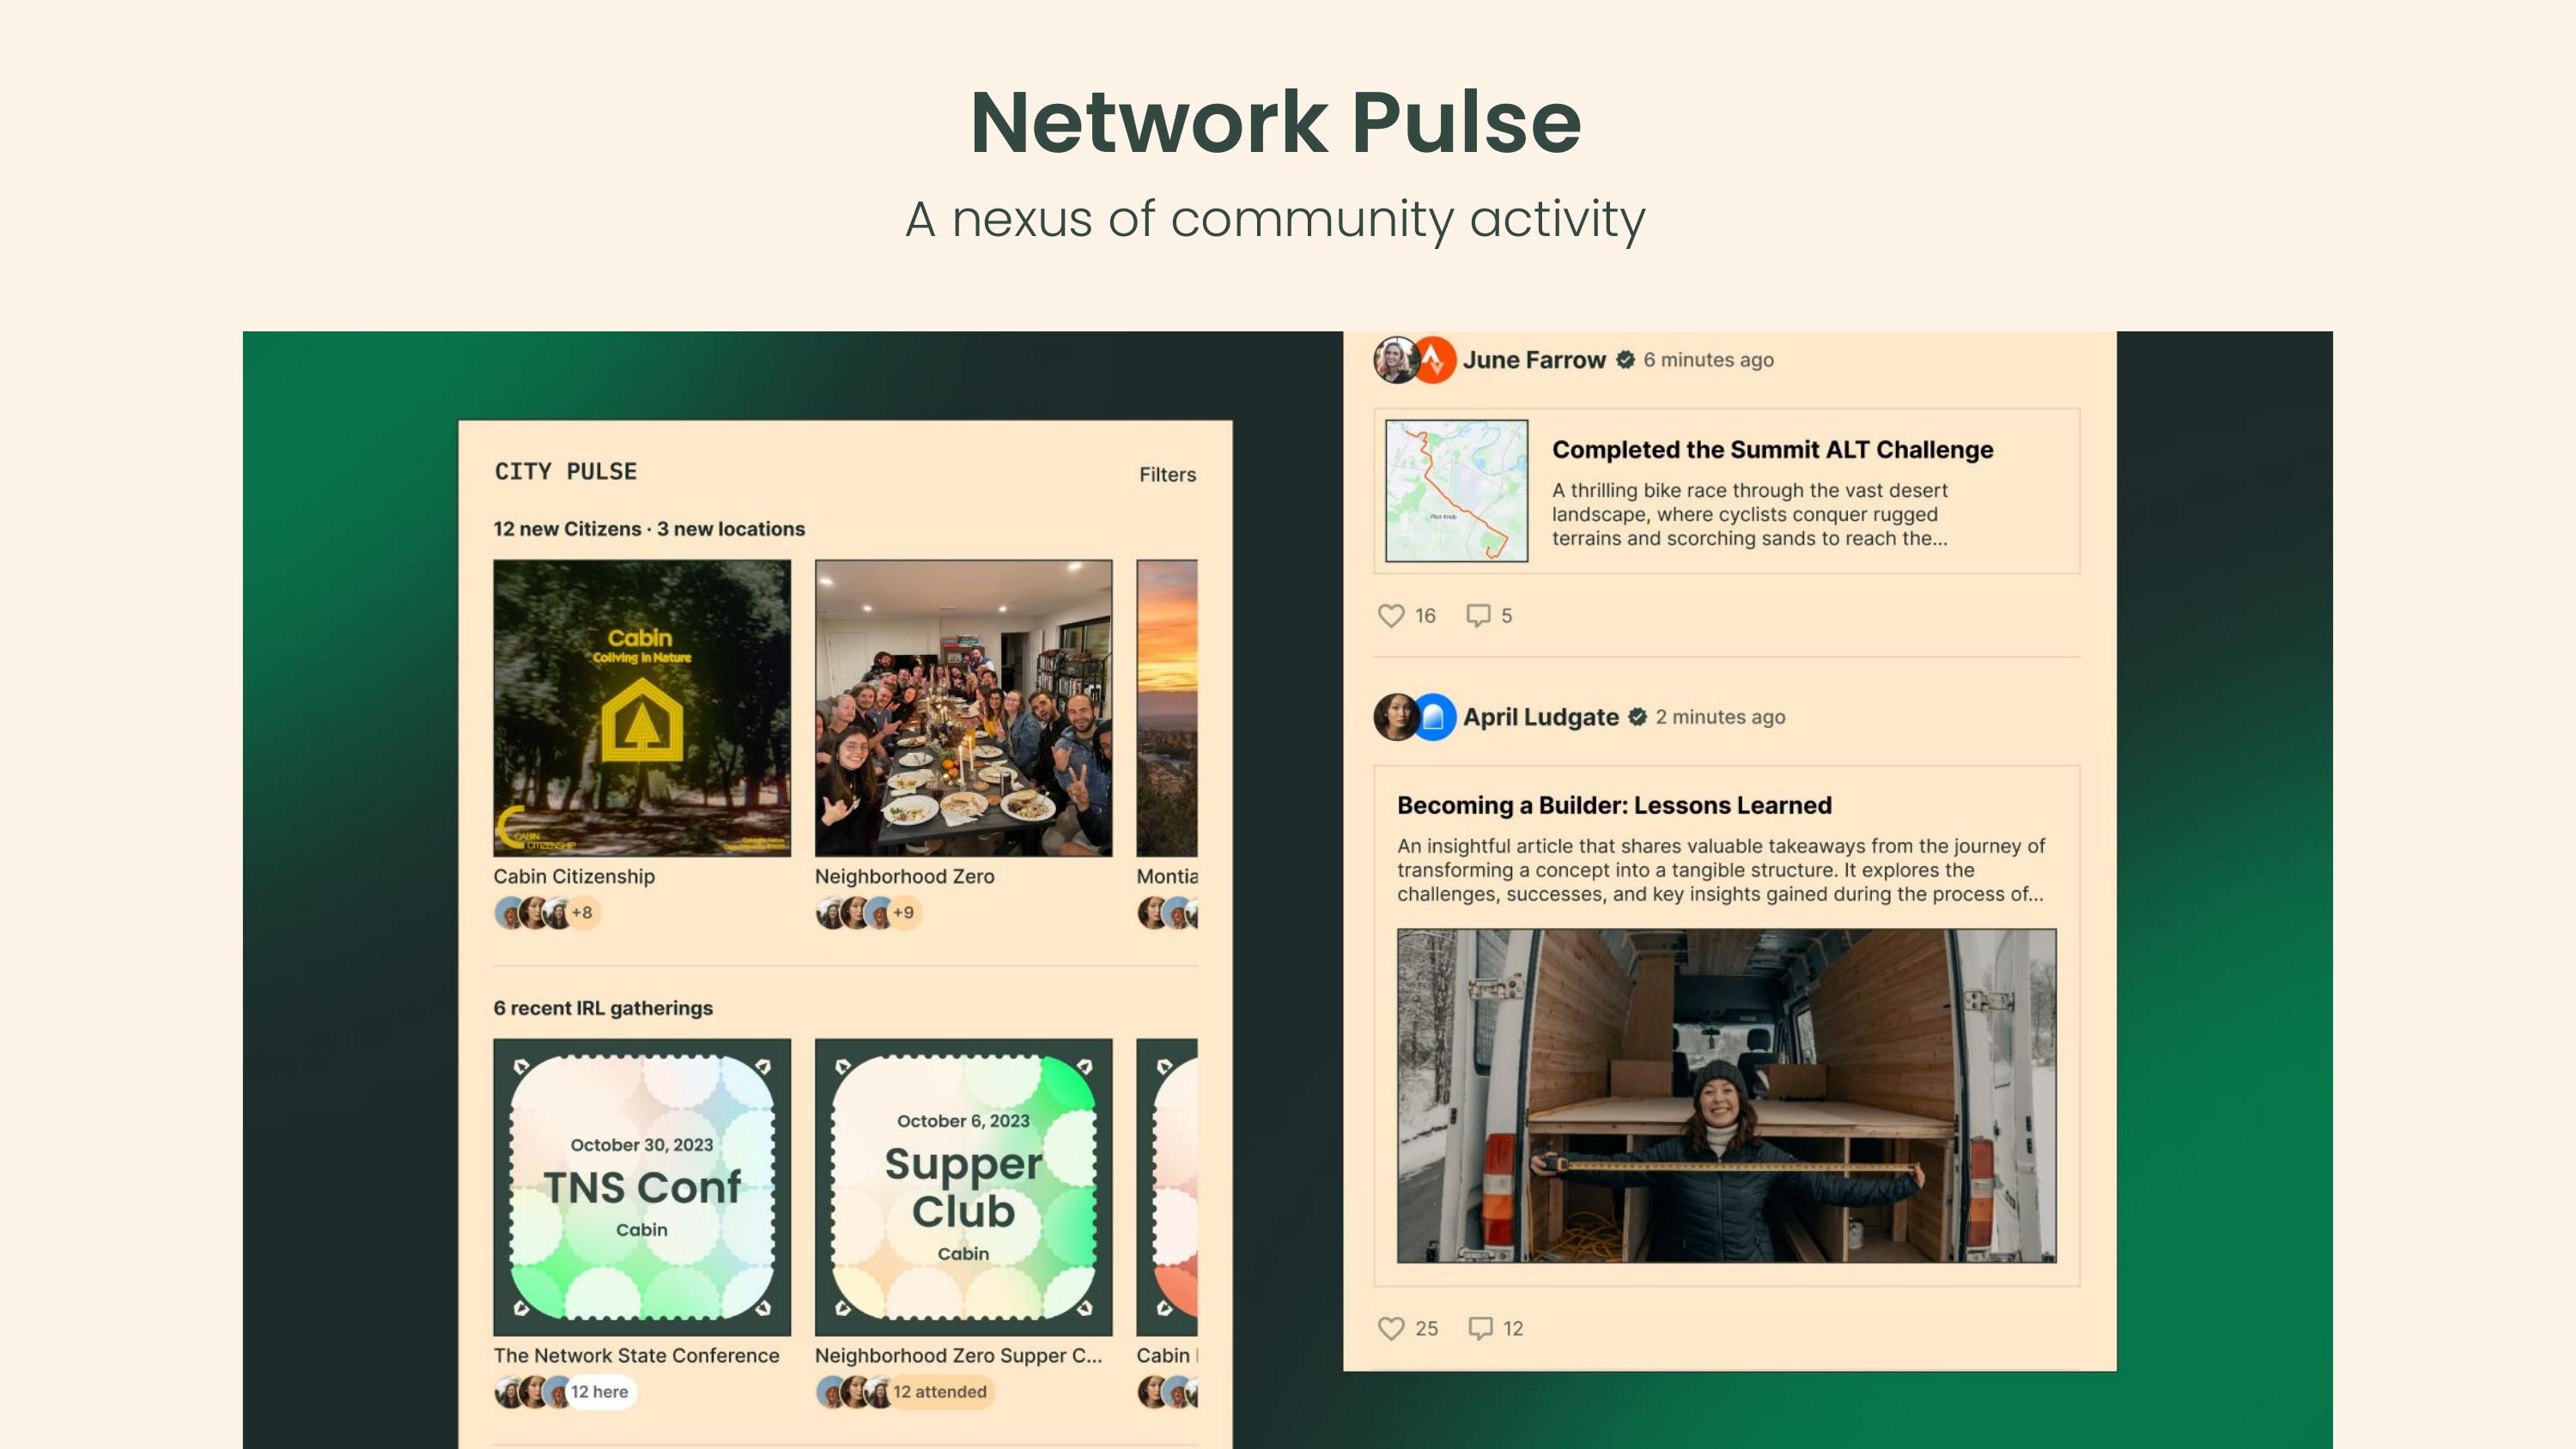 Network Pulse
A nexus of community activity
CITY PULSE
Filters
12 new Citizens · 3 new locations
Cabin
Coliving in Nature
CABIN
CITIZENSHIP
Cabin Citizenship
+8
Neighborhood Zero
+9
Montia
6 recent IRL gatherings
October 30, 2023
TNS Conf
Cabin
The Network State Conference
12 here
October 6, 2023
Supper
Club
Cabin
Neighborhood Zero Supper C...
12 attended
Cabin
June Farrow 6 minutes ago
Pilot Knob
Completed the Summit ALT Challenge
A thrilling bike race through the vast desert
landscape, where cyclists conquer rugged
terrains and scorching sands to reach the...
16 5
April Ludgate 2 minutes ago
Becoming a Builder: Lessons Learned
An insightful article that shares valuable takeaways from the journey of
transforming a concept into a tangible structure. It explores the
challenges, successes, and key insights gained during the process of...
25 12